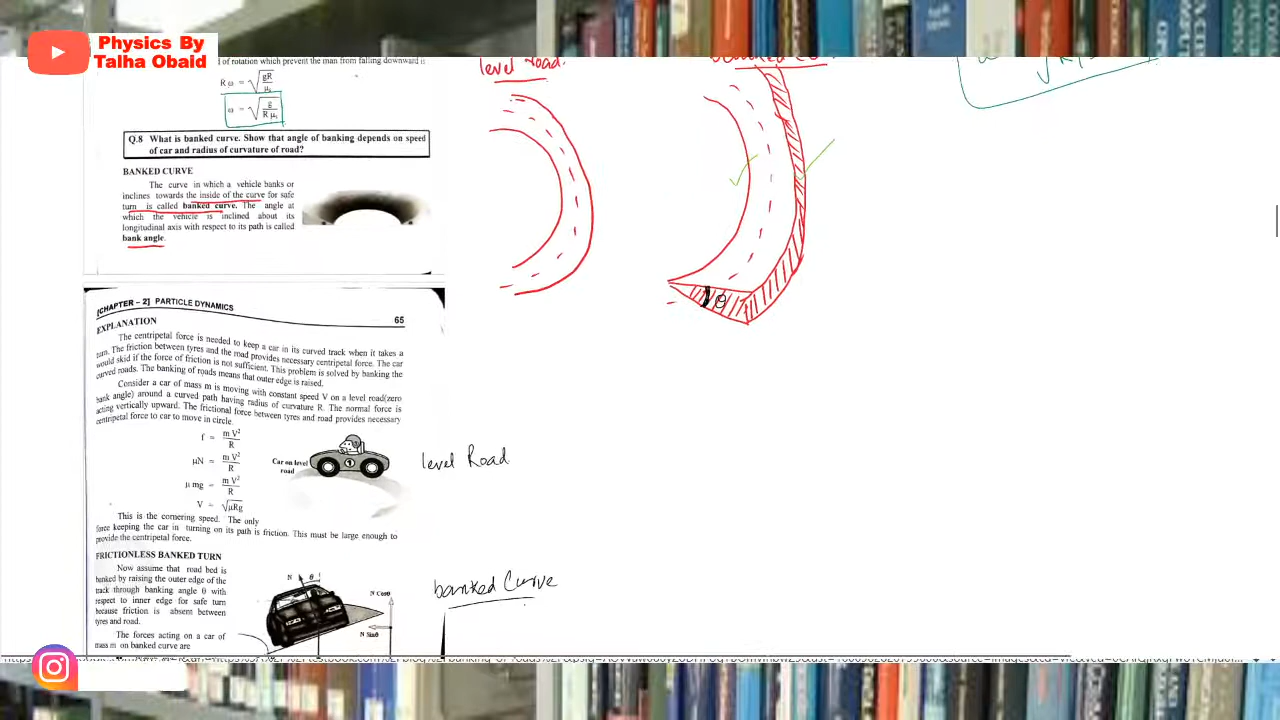 Physics By
Talha Obaid
d of rotation which prevent the man from falling downward is
R ω = √gR/μs
ω = √g/R μs
Q.8 What is banked curve. Show that angle of banking depends on speed
of car and radius of curvature of road?
BANKED CURVE
The curve in which a vehicle banks or
inclines towards the inside of the curve for safe
turn is called banked curve. The angle at
which the vehicle is inclined about its
longitudinal axis with respect to its path is called
bank angle.
level Road.
θ
[CHAPTER – 2] PARTICLE DYNAMICS
65
EXPLANATION
The centripetal force is needed to keep a car in its curved track when it takes a
turn. The friction between tyres and the road provides necessary centripetal force. The car
would skid if the force of friction is not sufficient. This problem is solved by banking the
curved roads. The banking of roads means that outer edge is raised.
Consider a car of mass m is moving with constant speed V on a level road(zero
bank angle) around a curved path having radius of curvature R. The normal force is
acting vertically upward. The frictional force between tyres and road provides necessary
centripetal force to car to move in circle.
f = m V²/R
μN = m V²/R
μ mg = m V²/R
V = √μRg
Car on level
road
1
level Road
This is the cornering speed. The only
force keeping the car in turning on its path is friction. This must be large enough to
provide the centripetal force.
FRICTIONLESS BANKED TURN
Now assume that road bed is
banked by raising the outer edge of the
track through banking angle θ with
respect to inner edge for safe turn
because friction is absent between
tyres and road.
The forces acting on a car of
mass m on banked curve are
N θ
N Cosθ
N Sinθ
banked Curve